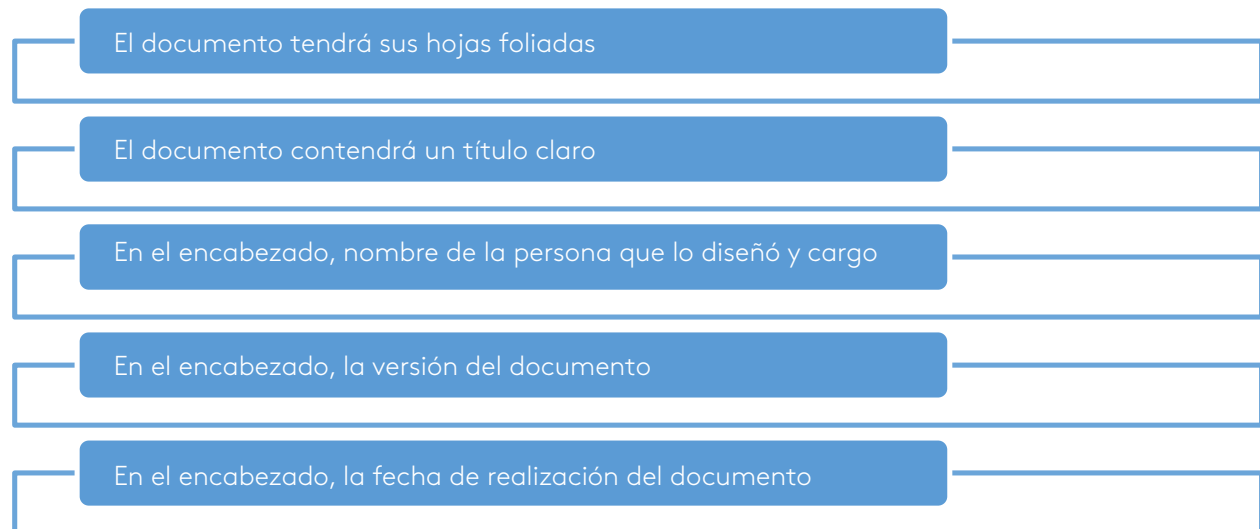 El documento tendrá sus hojas foliadas
El documento contendrá un título claro
En el encabezado, nombre de la persona que lo diseñó y cargo
En el encabezado, la versión del documento
En el encabezado, la fecha de realización del documento